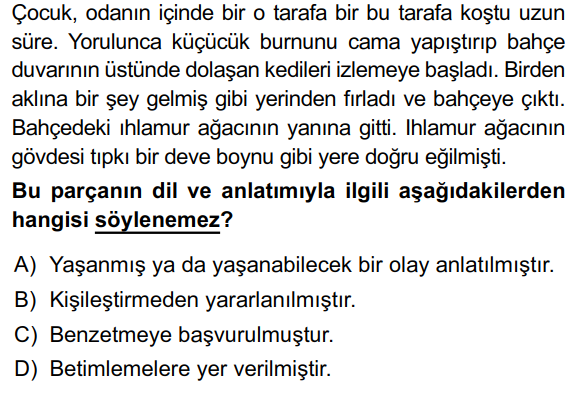 Çocuk, odanın içinde bir o tarafa bir bu tarafa koştu uzun
süre. Yorulunca küçücük burnunu cama yapıştırıp bahçe
duvarının üstünde dolaşan kedileri izlemeye başladı. Birden
aklına bir şey gelmiş gibi yerinden fırladı ve bahçeye çıktı.
Bahçedeki ıhlamur ağacının yanına gitti. Ihlamur ağacının
gövdesi tıpkı bir deve boynu gibi yere doğru eğilmişti.
Bu parçanın dil ve anlatımıyla ilgili aşağıdakilerden
hangisi söylenemez?
A) Yaşanmış ya da yaşanabilecek bir olay anlatılmıştır.
B) Kişileştirmeden yararlanılmıştır.
C) Benzetmeye başvurulmuştur.
D) Betimlemelere yer verilmiştir.